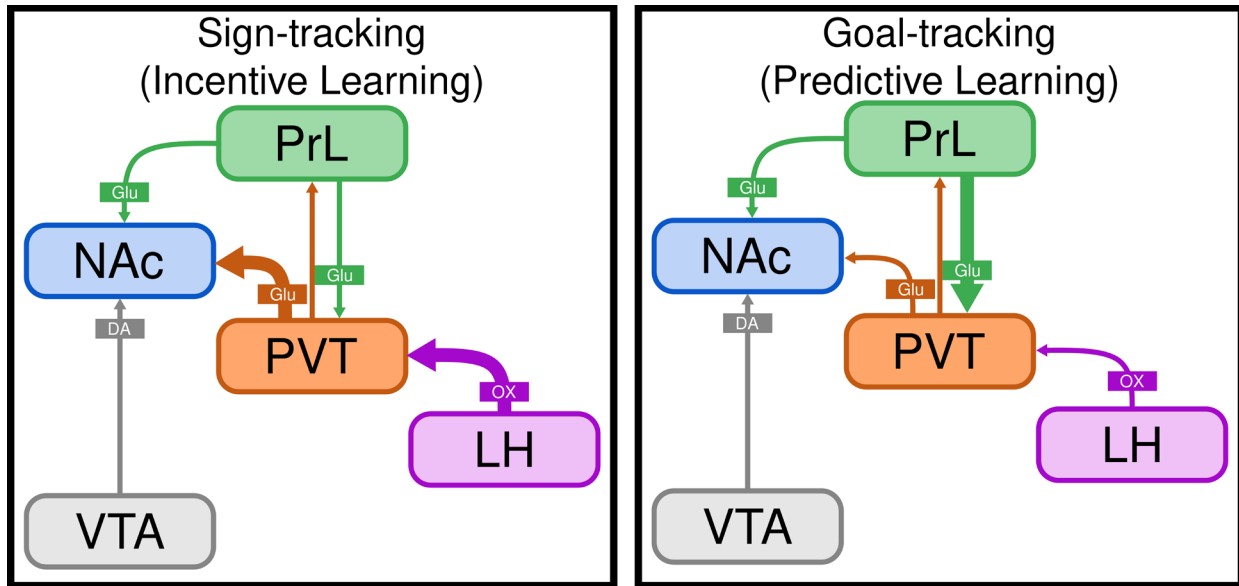 Sign-tracking
(Incentive Learning)
PrL
Glu
NAc
Glu
Glu
DA
PVT
OX
LH
VTA
Goal-tracking
(Predictive Learning)
PrL
Glu
NAc
Glu
Glu
DA
PVT
OX
LH
VTA